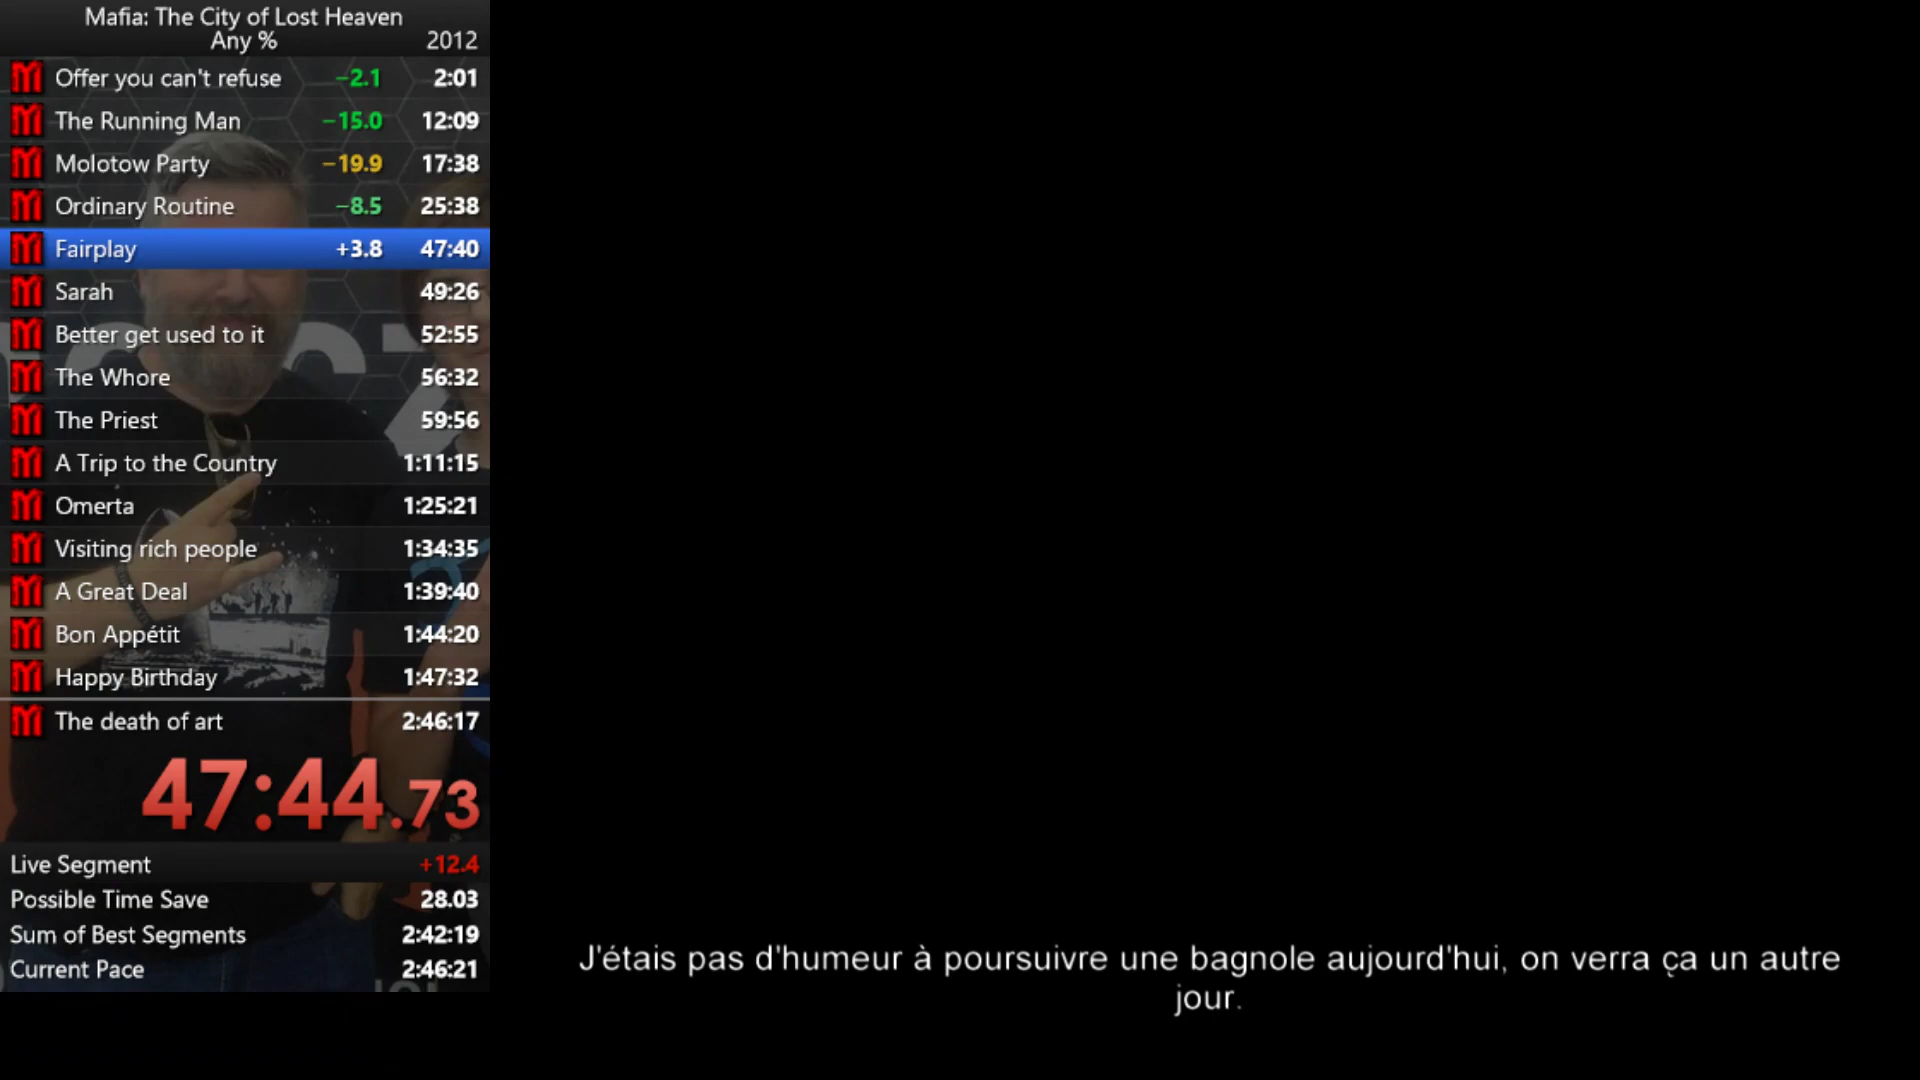 Mafia: The City of Lost Heaven
Any % 2012
Offer you can't refuse −2.1 2:01
The Running Man −15.0 12:09
Molotow Party −19.9 17:38
Ordinary Routine −8.5 25:38
Fairplay +3.8 47:40
Sarah 49:26
Better get used to it 52:55
The Whore 56:32
The Priest 59:56
A Trip to the Country 1:11:15
Omerta 1:25:21
Visiting rich people 1:34:35
A Great Deal 1:39:40
Bon Appétit 1:44:20
Happy Birthday 1:47:32
The death of art 2:46:17
47:44.73
Live Segment +12.4
Possible Time Save 28.03
Sum of Best Segments 2:42:19
Current Pace 2:46:21
J'étais pas d'humeur à poursuivre une bagnole aujourd'hui, on verra ça un autre
jour.